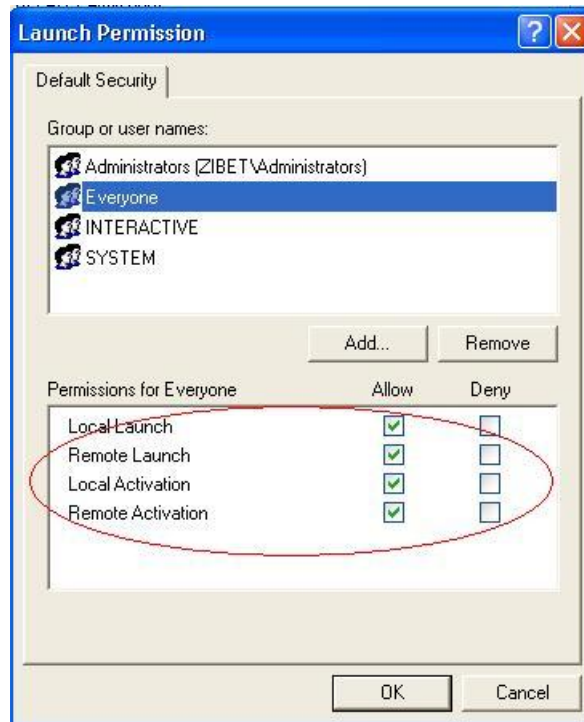 Launch Permission
Default Security
Group or user names:
Administrators (ZIBET\Administrators)
Everyone
INTERACTIVE
SYSTEM
Add... Remove
Permissions for Everyone Allow Deny
Local Launch
Remote Launch
Local Activation
Remote Activation
OK Cancel